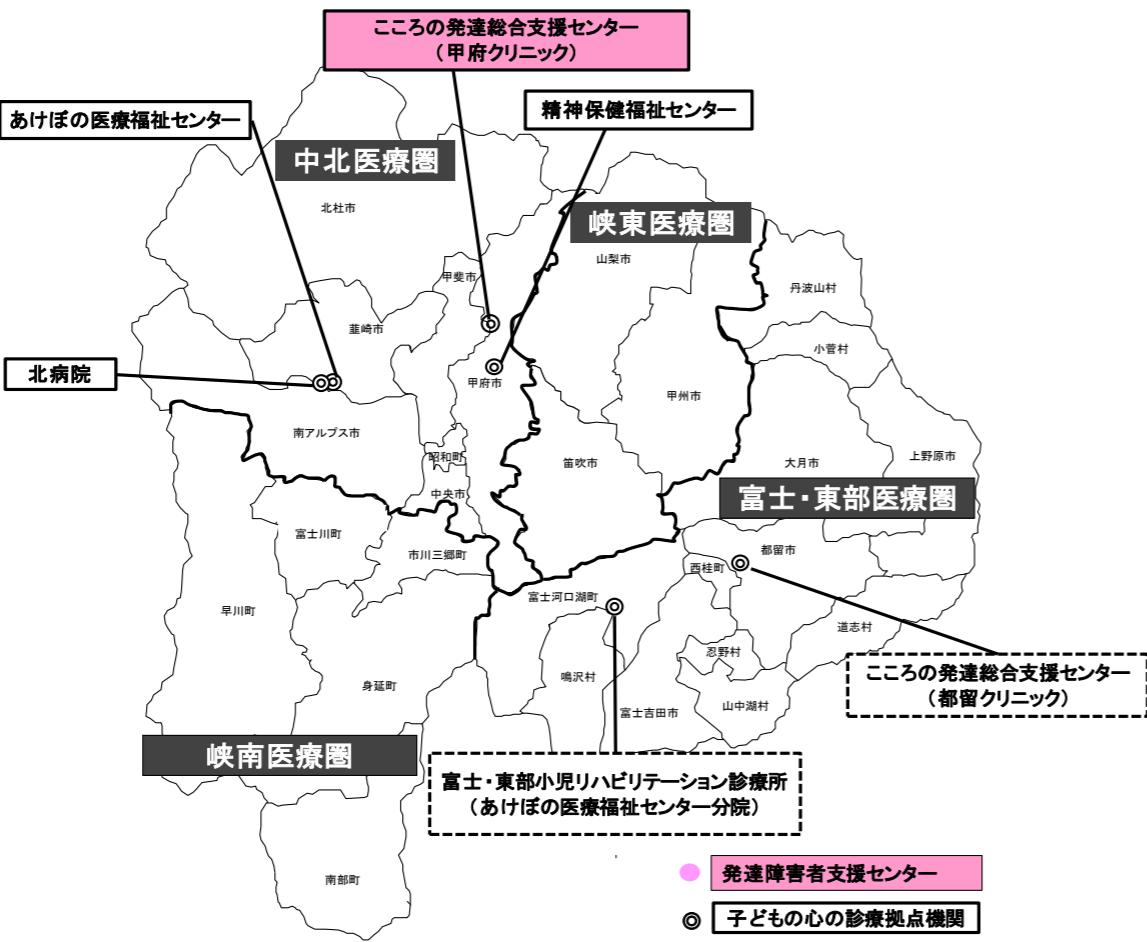 こころの発達総合支援センター
（甲府クリニック）
あけぼの医療福祉センター
精神保健福祉センター
中北医療圏
北杜市
峡東医療圏
山梨市
甲斐市
丹波山村
韮崎市
小菅村
北病院
甲府市
甲州市
南アルプス市
昭和町
笛吹市
大月市
上野原市
中央市
富士・東部医療圏
富士川町
市川三郷町
都留市
西桂町
早川町
富士河口湖町
道志村
忍野村
こころの発達総合支援センター
（都留クリニック）
身延町
鳴沢村
山中湖村
富士吉田市
峡南医療圏
富士・東部小児リハビリテーション診療所
（あけぼの医療福祉センター分院）
発達障害者支援センター
南部町
子どもの心の診療拠点機関